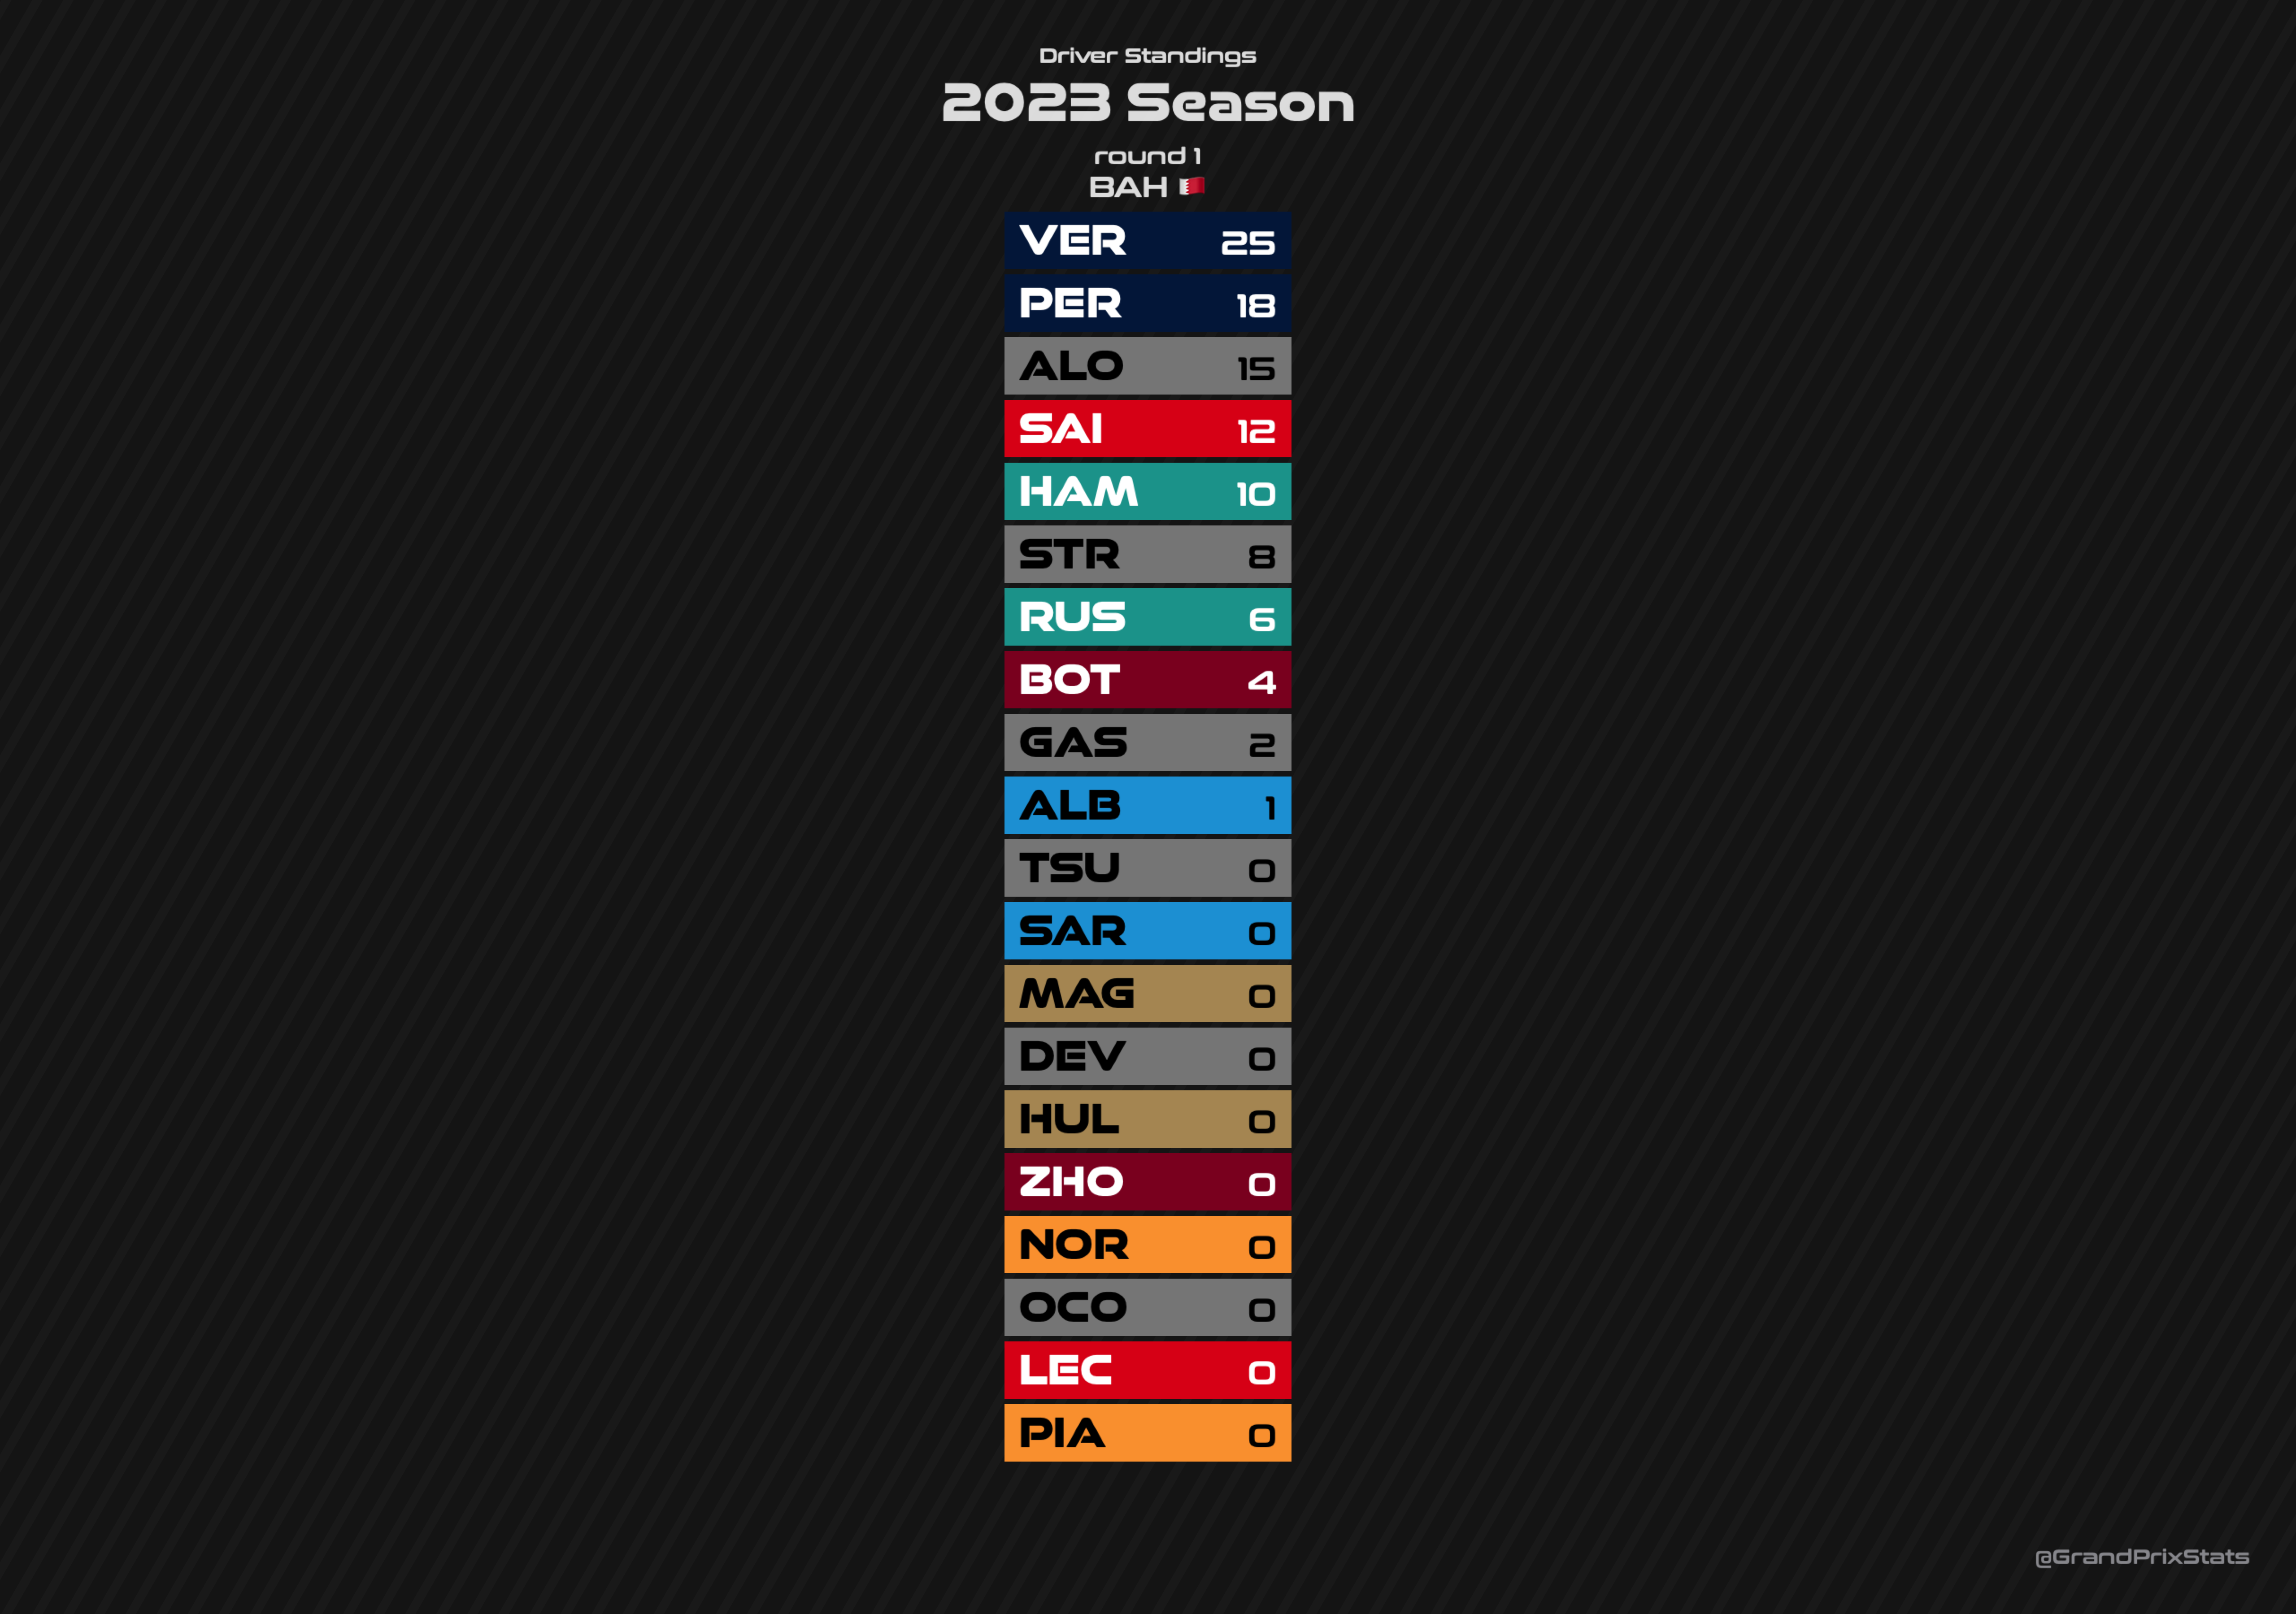 Driver Standings
2023 Season
round 1
BAH
VER 25
PER 18
ALO 15
SAI 12
HAM 10
STR 8
RUS 6
BOT 4
GAS 2
ALB 1
TSU 0
SAR 0
MAG 0
DEV 0
HUL 0
ZHO 0
NOR 0
OCO 0
LEC 0
PIA 0
@GrandPrixStats